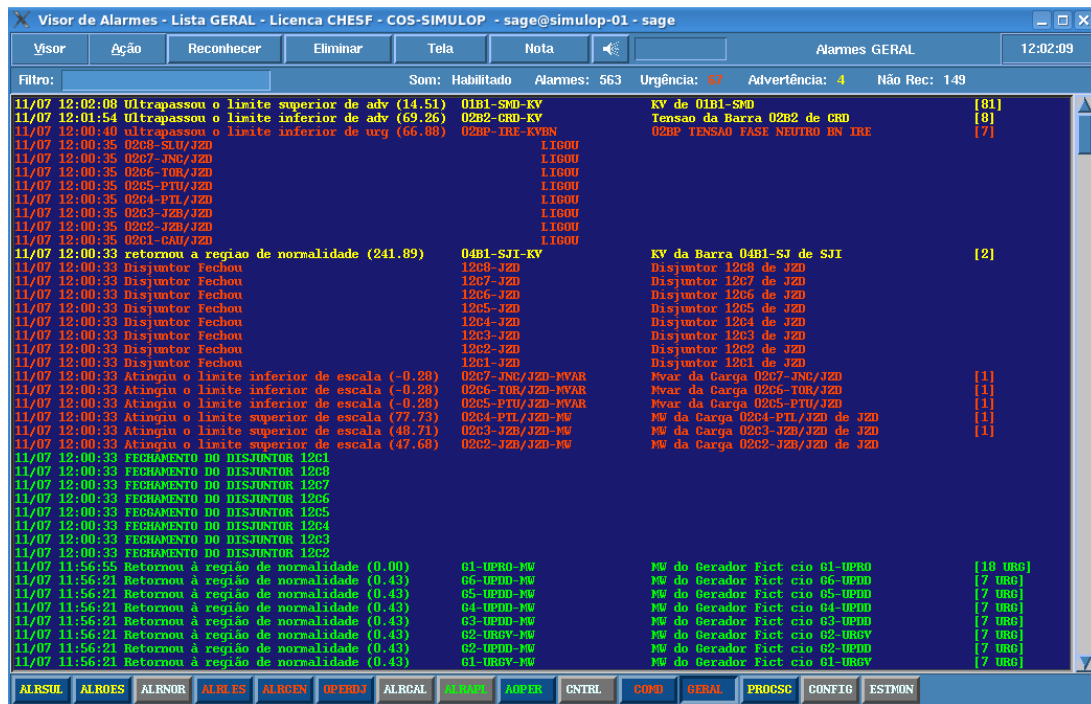 Visor de Alarmes - Lista GERAL - Licenca CHESF - COS-SIMULOP - sage@simulop-01 - sage
Visor Ação Reconhecer Eliminar Tela Nota Alarmes GERAL 12:02:09
Filtro: Som: Habilitado Alarmes: 563 Urgência: Advertência: 4 Não Rec: 149
11/07 12:02:08 Ultrapassou o limite superior de adv (14.51) 01B1-SMD-KV KV de 01B1-SMD [81]
11/07 12:01:54 Ultrapassou o limite inferior de adv (69.26) 02B2-CRD-KV Tensao da Barra 02B2 de CRD [8]
11/07 12:00:40 ultrapassou o limite inferior de urg (66.88) 02BP-IRE-KVBN 02BP TENSAO FASE NEUTRO BN IRE [7]
11/07 12:00:35 02C8-SLU/JZD LIGOU
11/07 12:00:35 02C7-JNC/JZD LIGOU
11/07 12:00:35 02C6-TOR/JZD LIGOU
11/07 12:00:35 02C5-PTU/JZD LIGOU
11/07 12:00:35 02C4-PTL/JZD LIGOU
11/07 12:00:35 02C3-JZB/JZD LIGOU
11/07 12:00:35 02C2-JZB/JZD LIGOU
11/07 12:00:35 02C1-CAU/JZD LIGOU
11/07 12:00:33 retornou a regiao de normalidade (241.89) 04B1-SJI-KV KV da Barra 04B1-SJ de SJI [2]
11/07 12:00:33 Disjuntor Fechou 12C8-JZD Disjuntor 12C8 de JZD
11/07 12:00:33 Disjuntor Fechou 12C7-JZD Disjuntor 12C7 de JZD
11/07 12:00:33 Disjuntor Fechou 12C6-JZD Disjuntor 12C6 de JZD
11/07 12:00:33 Disjuntor Fechou 12C5-JZD Disjuntor 12C5 de JZD
11/07 12:00:33 Disjuntor Fechou 12C4-JZD Disjuntor 12C4 de JZD
11/07 12:00:33 Disjuntor Fechou 12C3-JZD Disjuntor 12C3 de JZD
11/07 12:00:33 Disjuntor Fechou 12C2-JZD Disjuntor 12C2 de JZD
11/07 12:00:33 Disjuntor Fechou 12C1-JZD Disjuntor 12C1 de JZD
11/07 12:00:33 Atingiu o limite inferior de escala (-0.28) 02C7-JNC/JZD-MVAR Mvar da Carga 02C7-JNC/JZD [1]
11/07 12:00:33 Atingiu o limite inferior de escala (-0.28) 02C6-TOR/JZD-MVAR Mvar da Carga 02C6-TOR/JZD [1]
11/07 12:00:33 Atingiu o limite inferior de escala (-0.28) 02C5-PTU/JZD-MVAR Mvar da Carga 02C5-PTU/JZD [1]
11/07 12:00:33 Atingiu o limite superior de escala (77.73) 02C4-PTL/JZD-MW MW da Carga 02C4-PTL/JZD de JZD [1]
11/07 12:00:33 Atingiu o limite superior de escala (48.71) 02C3-JZB/JZD-MW MW da Carga 02C3-JZB/JZD de JZD [1]
11/07 12:00:33 Atingiu o limite superior de escala (47.68) 02C2-JZB/JZD-MW MW da Carga 02C2-JZB/JZD de JZD
11/07 12:00:33 FECHAMENTO DO DISJUNTOR 12C1
11/07 12:00:33 FECHAMENTO DO DISJUNTOR 12C8
11/07 12:00:33 FECHAMENTO DO DISJUNTOR 12C7
11/07 12:00:33 FECHAMENTO DO DISJUNTOR 12C6
11/07 12:00:33 FECGAMENTO DO DISJUNTOR 12C5
11/07 12:00:33 FECHAMENTO DO DISJUNTOR 12C4
11/07 12:00:33 FECHAMENTO DO DISJUNTOR 12C3
11/07 12:00:33 FECHAMENTO DO DISJUNTOR 12C2
11/07 11:56:55 Retornou à região de normalidade (0.00) G1-UPRO-MW MW do Gerador Fict cio G1-UPRO [18 URG]
11/07 11:56:21 Retornou à região de normalidade (0.43) G6-UPDD-MW MW do Gerador Fict cio G6-UPDD [7 URG]
11/07 11:56:21 Retornou à região de normalidade (0.43) G5-UPDD-MW MW do Gerador Fict cio G5-UPDD [7 URG]
11/07 11:56:21 Retornou à região de normalidade (0.43) G4-UPDD-MW MW do Gerador Fict cio G4-UPDD [7 URG]
11/07 11:56:21 Retornou à região de normalidade (0.43) G3-UPDD-MW MW do Gerador Fict cio G3-UPDD [7 URG]
11/07 11:56:21 Retornou à região de normalidade (0.43) G2-URGV-MW MW do Gerador Fict cio G2-URGV [7 URG]
11/07 11:56:21 Retornou à região de normalidade (0.43) G2-UPDD-MW MW do Gerador Fict cio G2-UPDD [7 URG]
11/07 11:56:21 Retornou à região de normalidade (0.43) G1-URGV-MW MW do Gerador Fict cio G1-URGV [7 URG]
ALRSUL ALROES ALRNOR ALRLES ALRCEN OPERDJ ALRCAL ALRAPL AOPER CNTRL COMD GERAL PROCSC CONFIG ESTMON